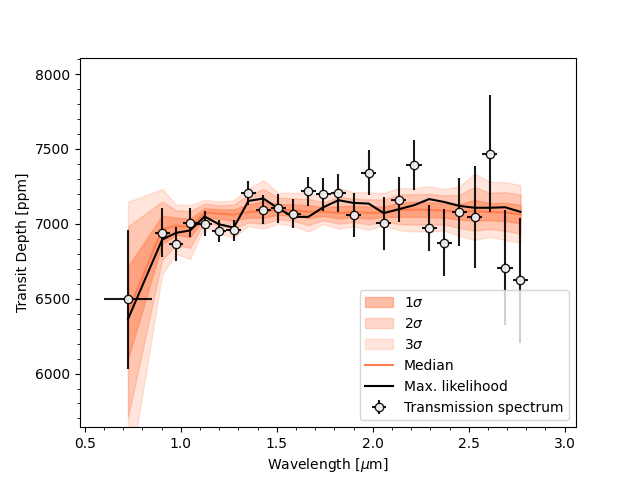 8000
7500
7000
6500
6000
Transit Depth [ppm]
1σ
2σ
3σ
Median
Max. likelihood
Transmission spectrum
0.5 1.0 1.5 2.0 2.5 3.0
Wavelength [μm]